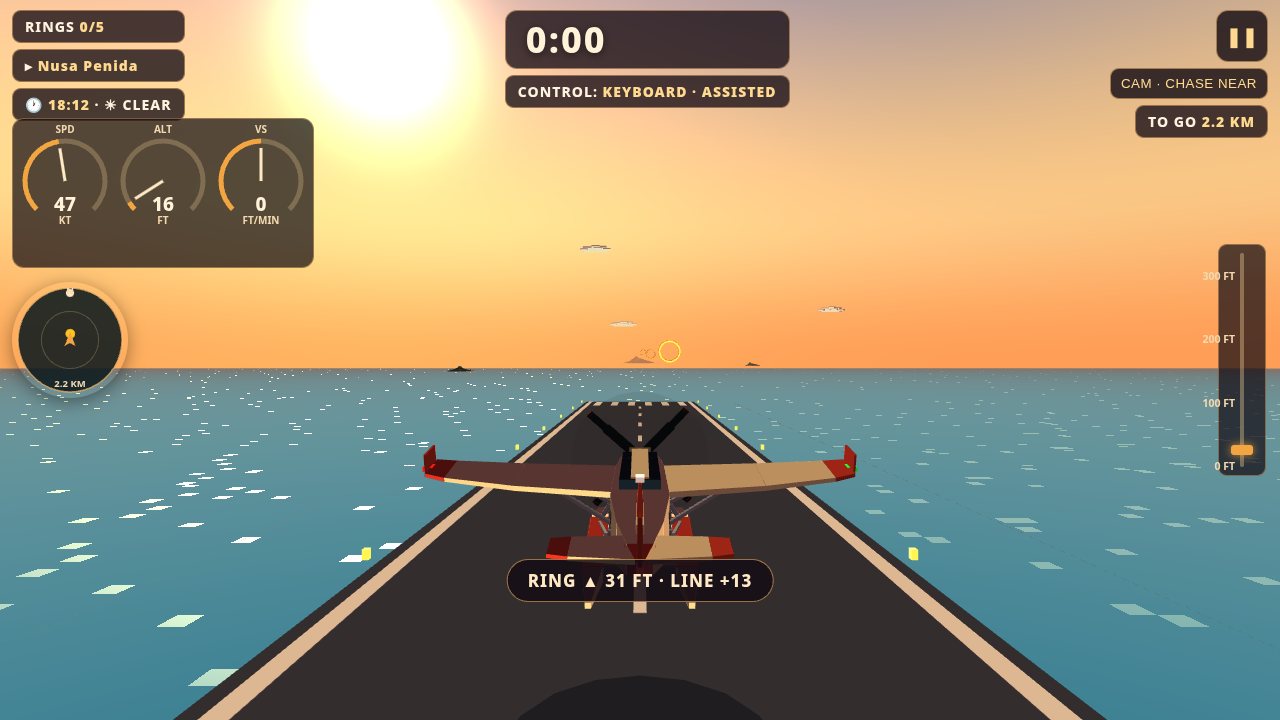 RINGS 0/5
▸ Nusa Penida
🕐 18:12 · ☀ CLEAR
SPD
ALT
VS
47
16
0
KT
FT
FT/MIN
2.2 KM
0:00
CONTROL: KEYBOARD · ASSISTED
CAM · CHASE NEAR
TO GO 2.2 KM
300 FT
200 FT
100 FT
0 FT
RING ▲ 31 FT · LINE +13